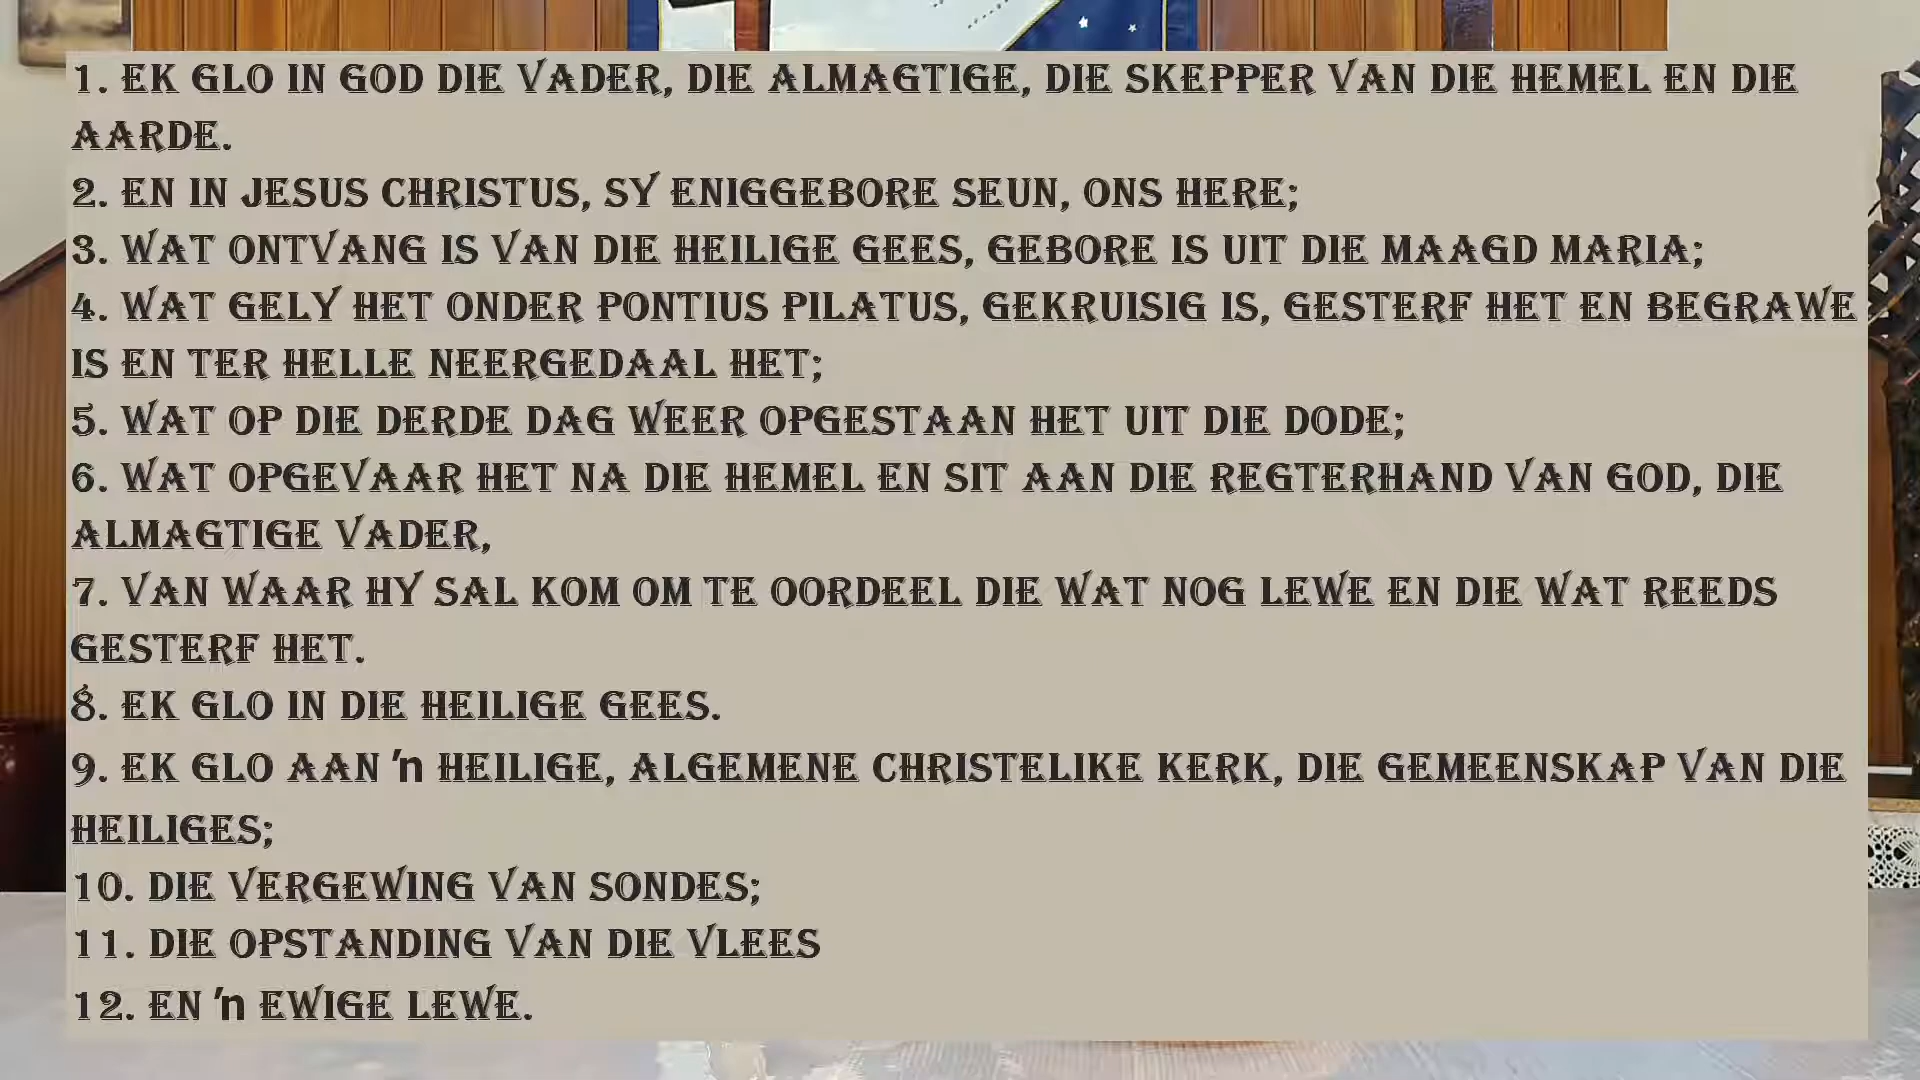 1. EK GLO IN GOD DIE VADER, DIE ALMAGTIGE, DIE SKEPPER VAN DIE HEMEL EN DIE
AARDE.
2. EN IN JESUS CHRISTUS, SY ENIGGEBORE SEUN, ONS HERE;
3. WAT ONTVANG IS VAN DIE HEILIGE GEES, GEBORE IS UIT DIE MAAGD MARIA;
4. WAT GELY HET ONDER PONTIUS PILATUS, GEKRUISIG IS, GESTERF HET EN BEGRAWE
IS EN TER HELLE NEERGEDAAL HET;
5. WAT OP DIE DERDE DAG WEER OPGESTAAN HET UIT DIE DODE;
6. WAT OPGEVAAR HET NA DIE HEMEL EN SIT AAN DIE REGTERHAND VAN GOD, DIE
ALMAGTIGE VADER,
7. VAN WAAR HY SAL KOM OM TE OORDEEL DIE WAT NOG LEWE EN DIE WAT REEDS
GESTERF HET.
8. EK GLO IN DIE HEILIGE GEES.
9. EK GLO AAN ’n HEILIGE, ALGEMENE CHRISTELIKE KERK, DIE GEMEENSKAP VAN DIE
HEILIGES;
10. DIE VERGEWING VAN SONDES;
11. DIE OPSTANDING VAN DIE VLEES
12. EN ’n EWIGE LEWE.